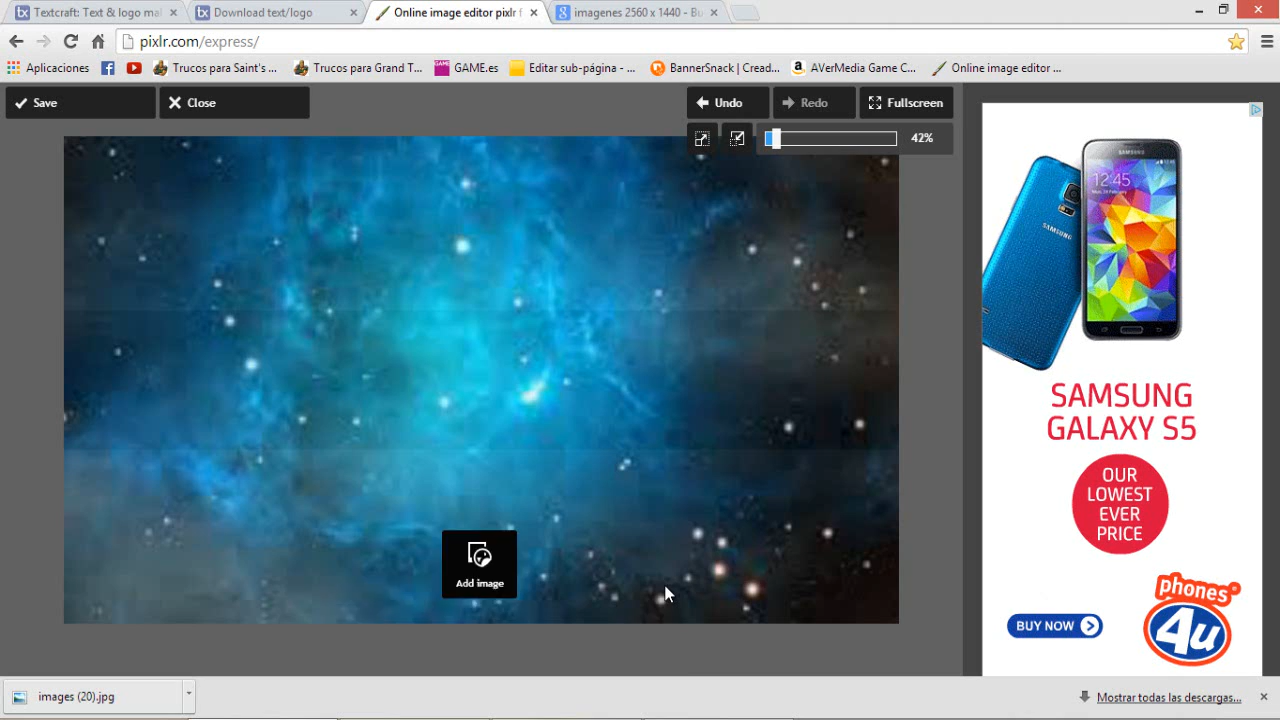 Textcraft: Text & logo mak
Download text/logo
Online image editor pixlr f
imagenes 2560 x 1440 - Bu
pixlr.com/express/
Aplicaciones
Trucos para Saint's ...
Trucos para Grand T...
GAME
GAME.es
Editar sub-página - ...
BannerSnack | Cread...
AVerMedia Game C...
Online image editor ...
Save
Close
Undo
Redo
Fullscreen
42%
Add image
SAMSUNG
12:45
SAMSUNG
SAMSUNG
GALAXY S5
OUR
LOWEST
EVER
PRICE
BUY NOW
phones
4u
images (20).jpg
Mostrar todas las descargas...